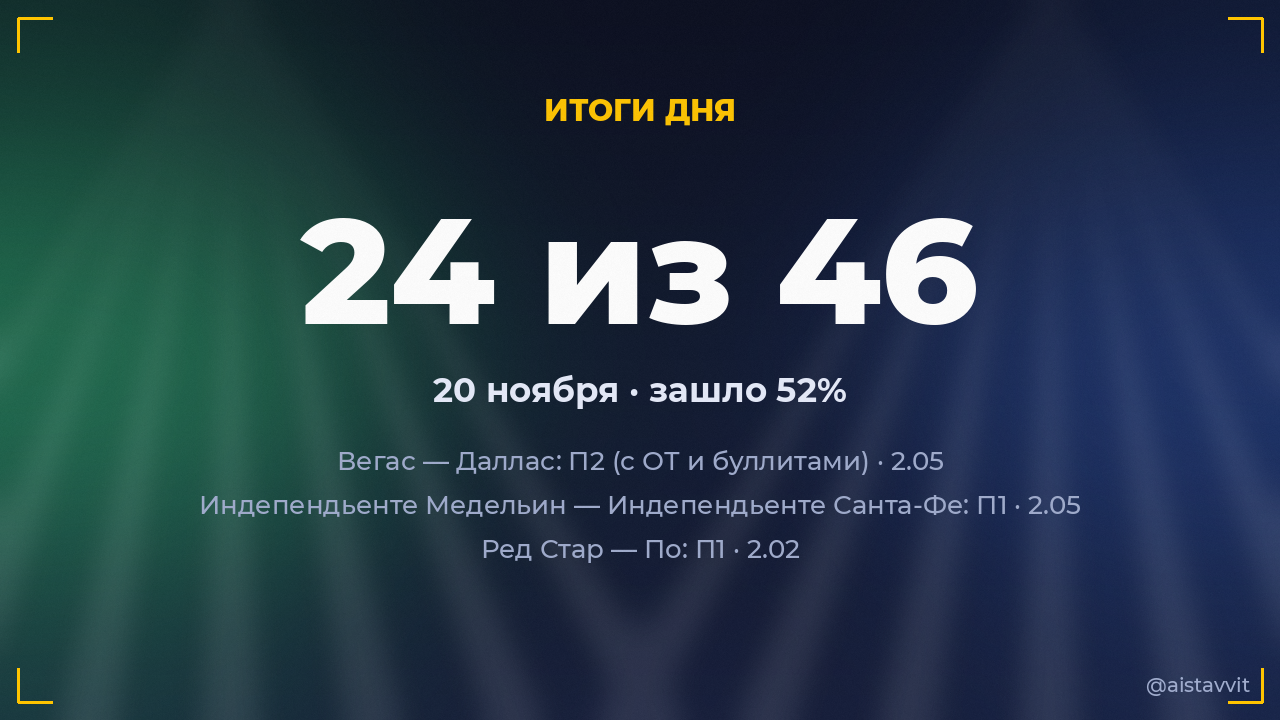 ИТОГИ ДНЯ
24 из 46
20 ноября · зашло 52%
Вегас — Даллас: П2 (с ОТ и буллитами) · 2.05
Индепендьенте Медельин — Индепендьенте Санта-Фе: П1 · 2.05
Ред Стар — По: П1 · 2.02
@aistavvit